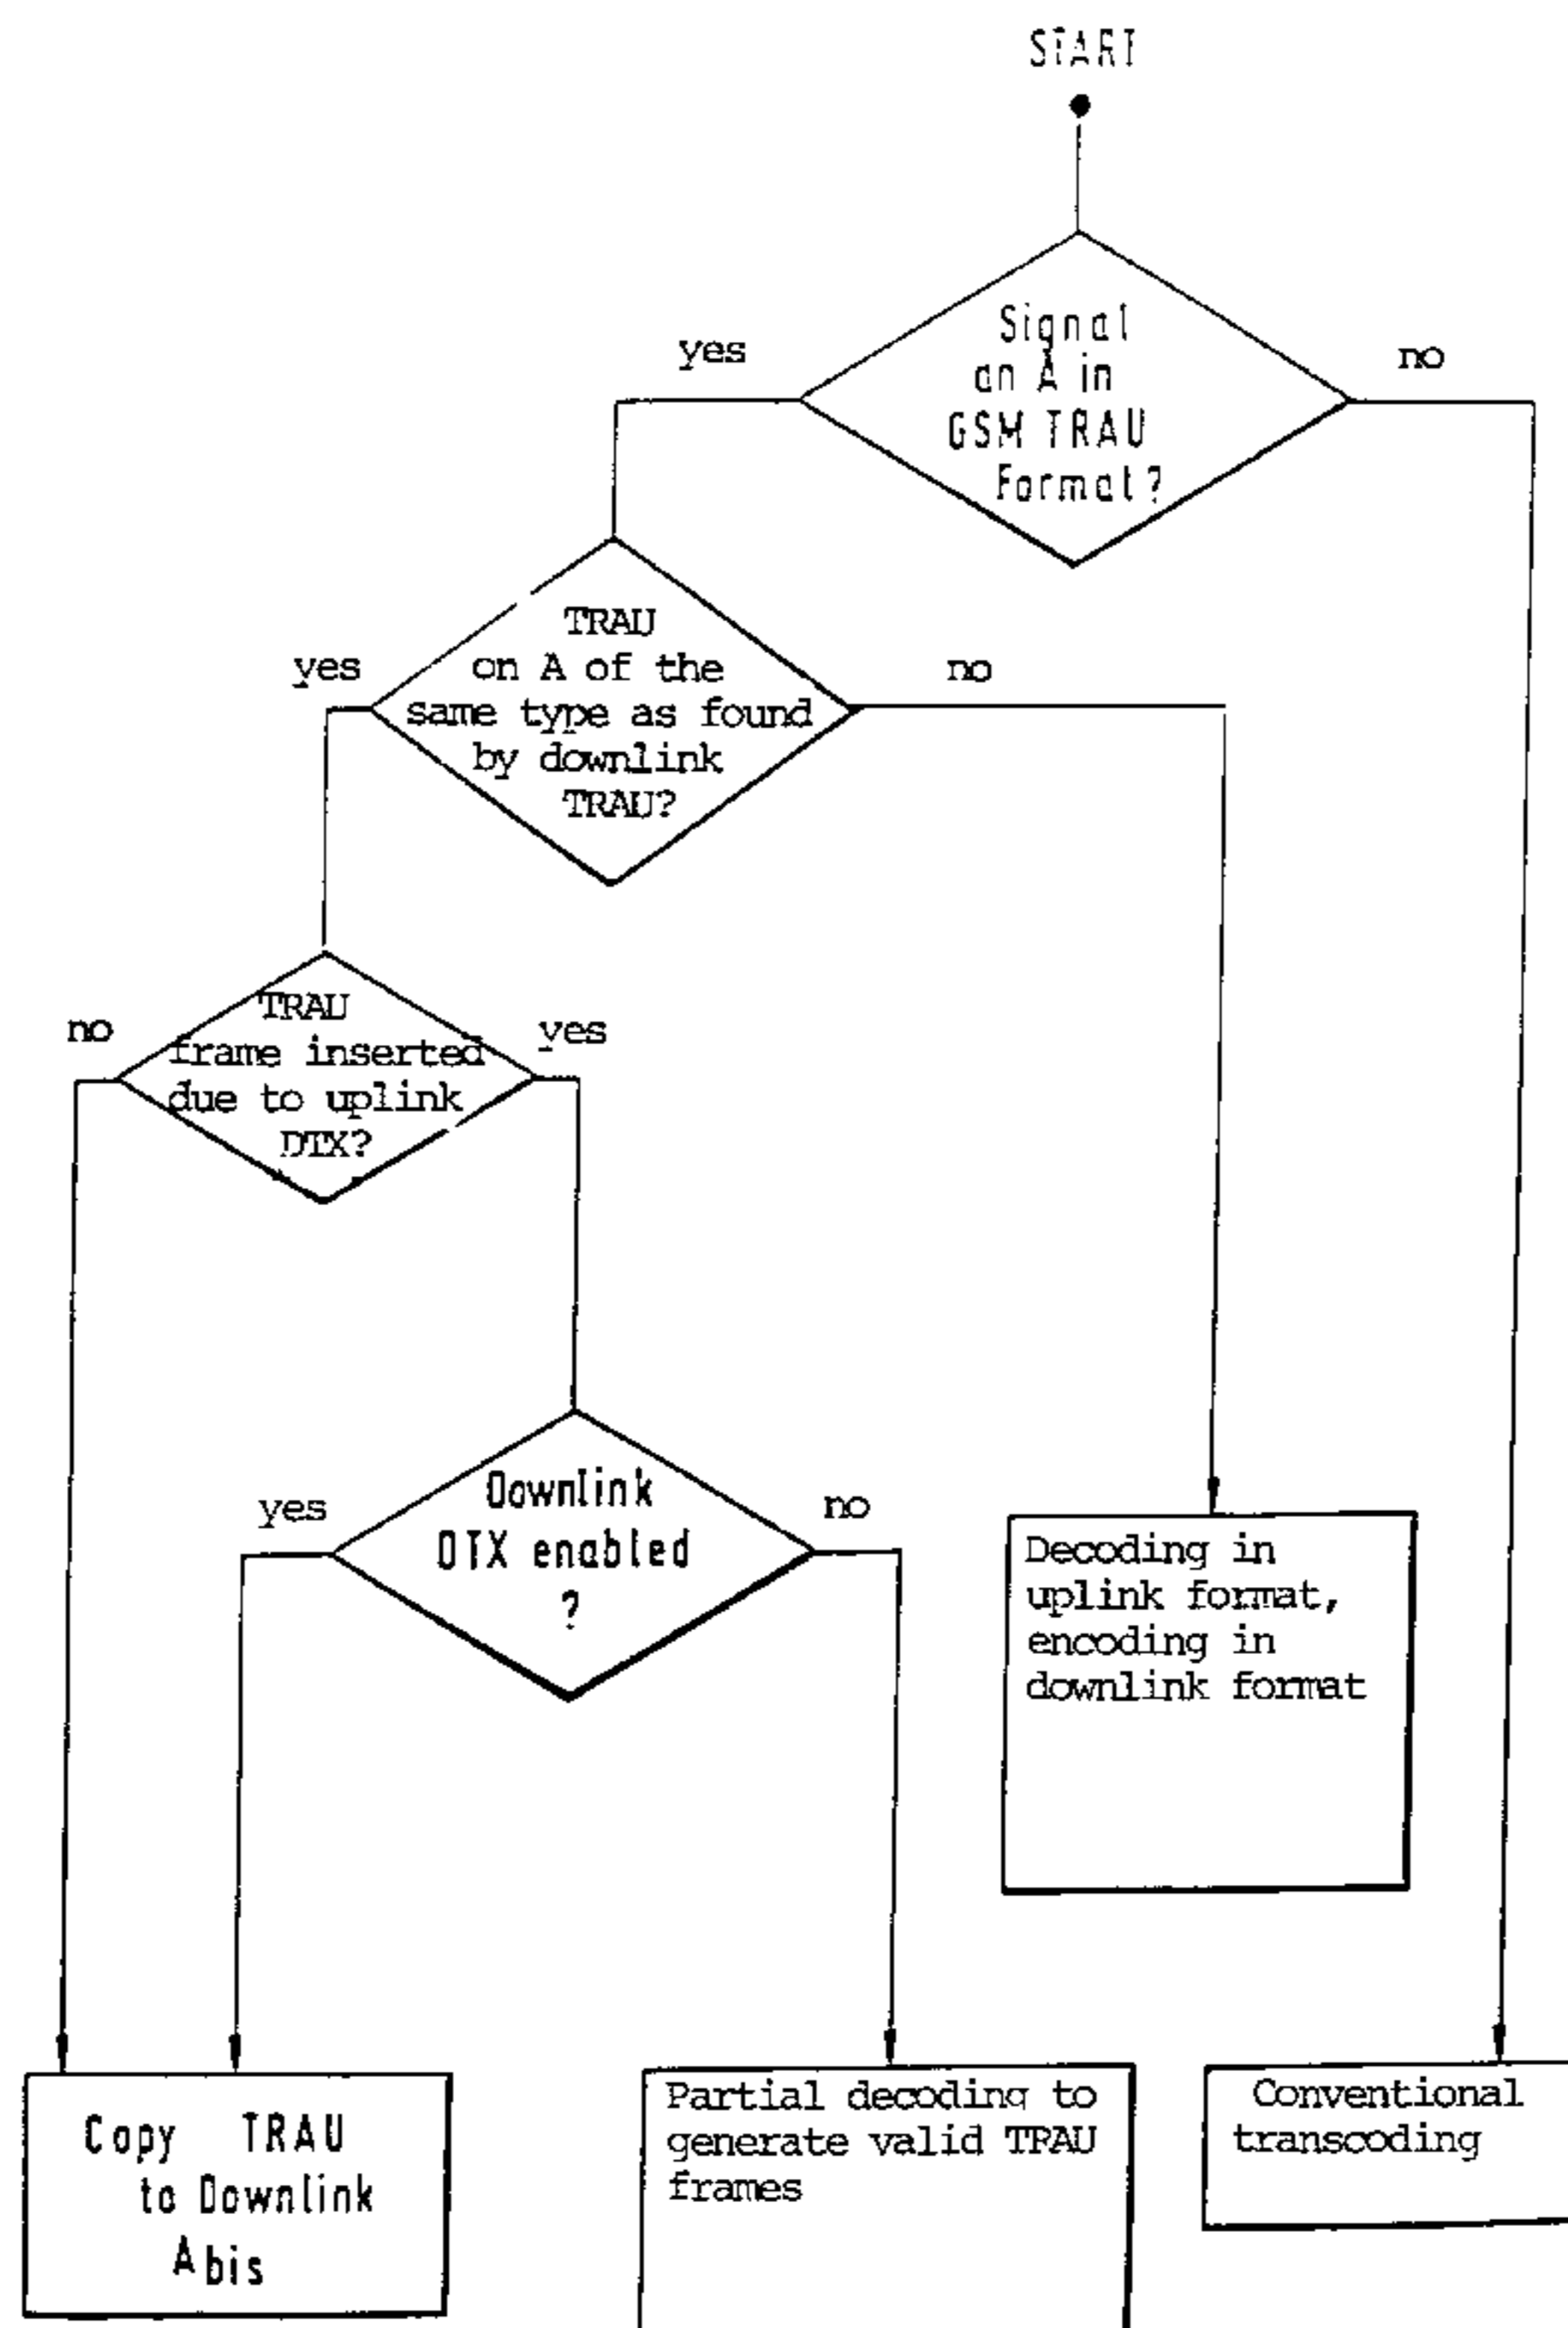 START
Signal
an A in
GSM TRAU
Format?
yes
no
TRAU
on A of the
same type as found
by downlink
TRAU?
yes
no
TRAU
frame inserted
due to uplink
DTX?
no
yes
Downlink
DTX enabled
?
yes
no
Decoding in
uplink format,
encoding in
downlink format
Copy TRAU
to Downlink
Abis
Partial decoding to
generate valid TRAU
frames
Conventional
transcoding